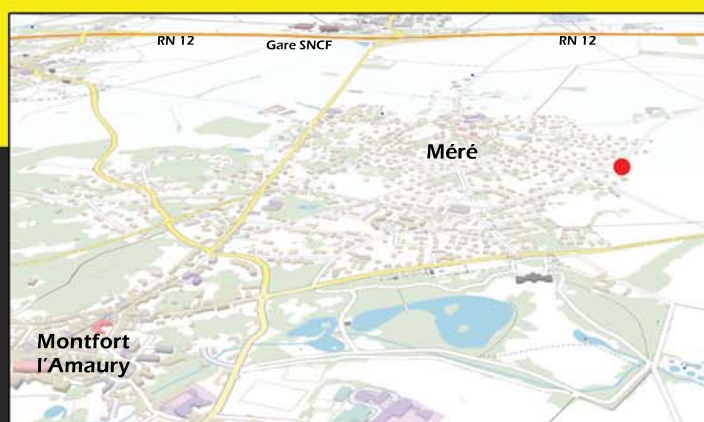 RN 12
Gare SNCF
RN 12
Méré
Montfort
l'Amaury